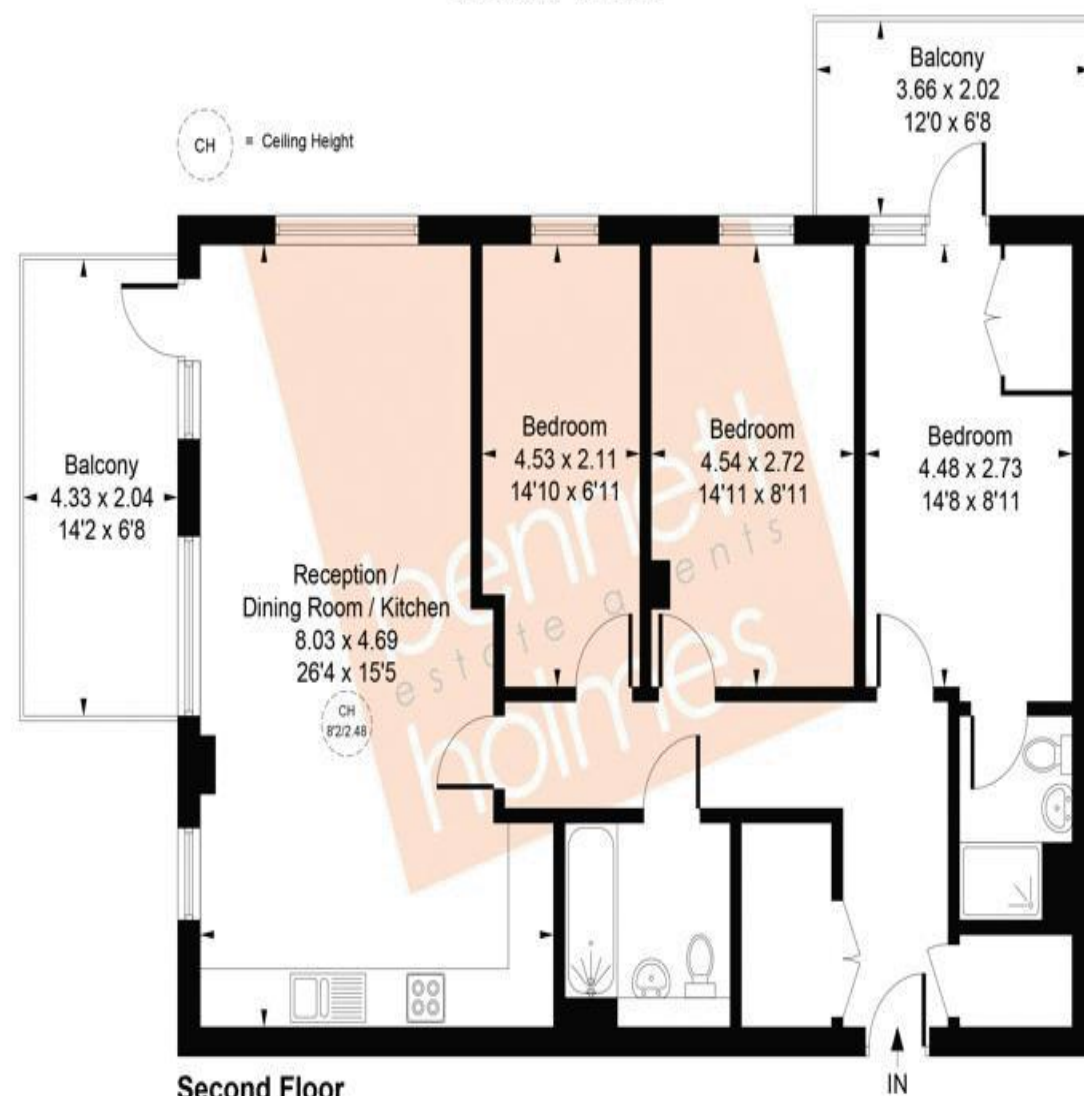 Balcony
3.66 x 2.02
12'0 x 6'8
CH = Ceiling Height
Balcony
4.33 x 2.04
14'2 x 6'8
Reception /
Dining Room / Kitchen
8.03 x 4.69
26'4 x 15'5
CH
8'2/2.48
Bedroom
4.53 x 2.11
14'10 x 6'11
Bedroom
4.54 x 2.72
14'11 x 8'11
Bedroom
4.48 x 2.73
14'8 x 8'11
bennett
estate agents
holmes
IN
Second Floor